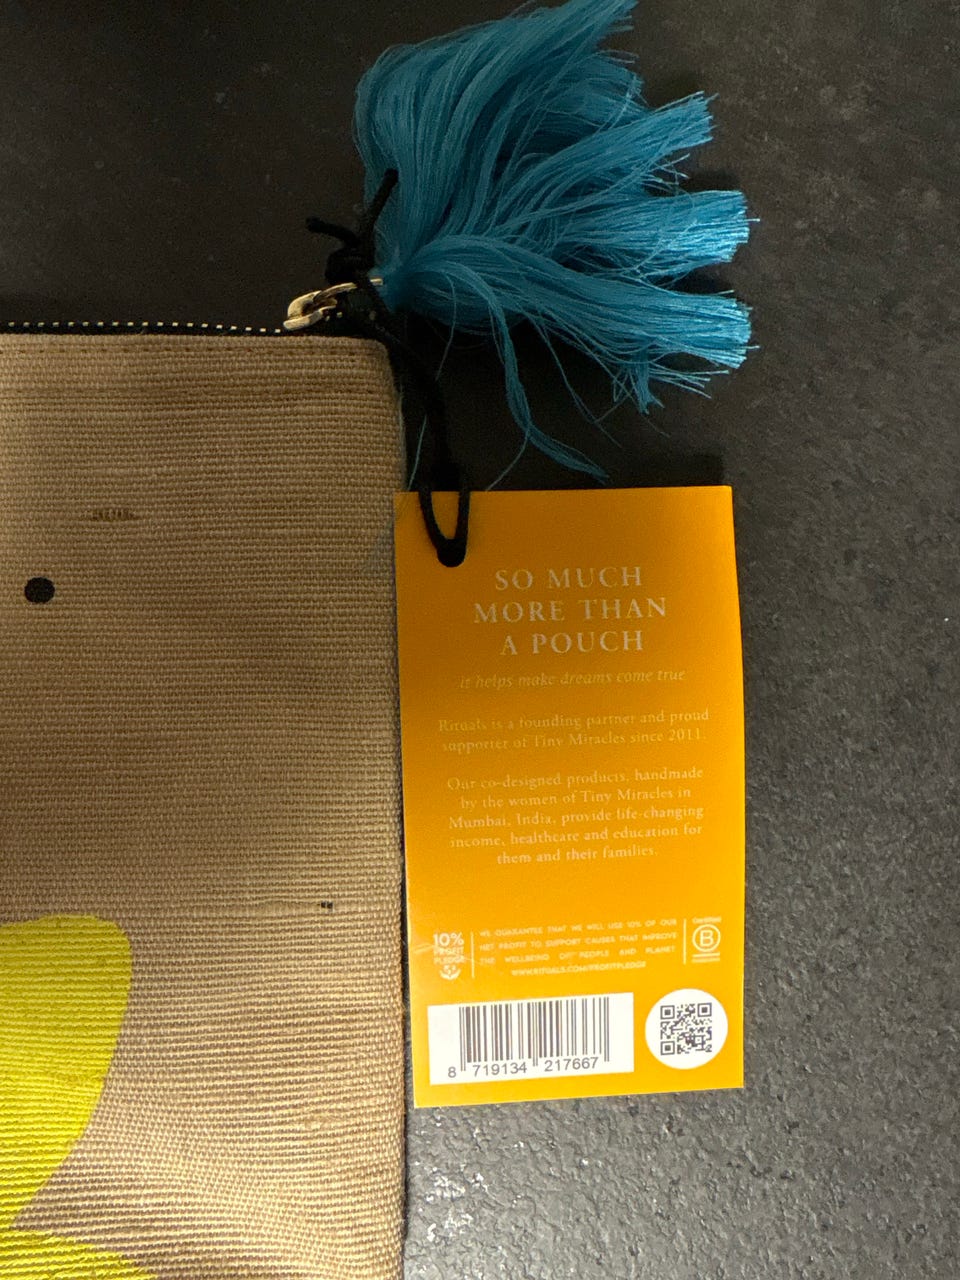 SO MUCH
MORE THAN
A POUCH
it helps make dreams come true
Rituals is a founding partner and proud
supporter of Tiny Miracles since 2011.
Our co-designed products, handmade
by the women of Tiny Miracles in
Mumbai, India, provide life-changing
income, healthcare and education for
them and their families.
10%
PROFIT
PLEDGE
WE GUARANTEE THAT WE WILL USE 10% OF OUR
NET PROFIT TO SUPPORT CAUSES THAT IMPROVE
THE WELLBEING OF PEOPLE AND PLANET
WWW.RITUALS.COM/PROFITPLEDGE
Certified
B
8 719134 217667